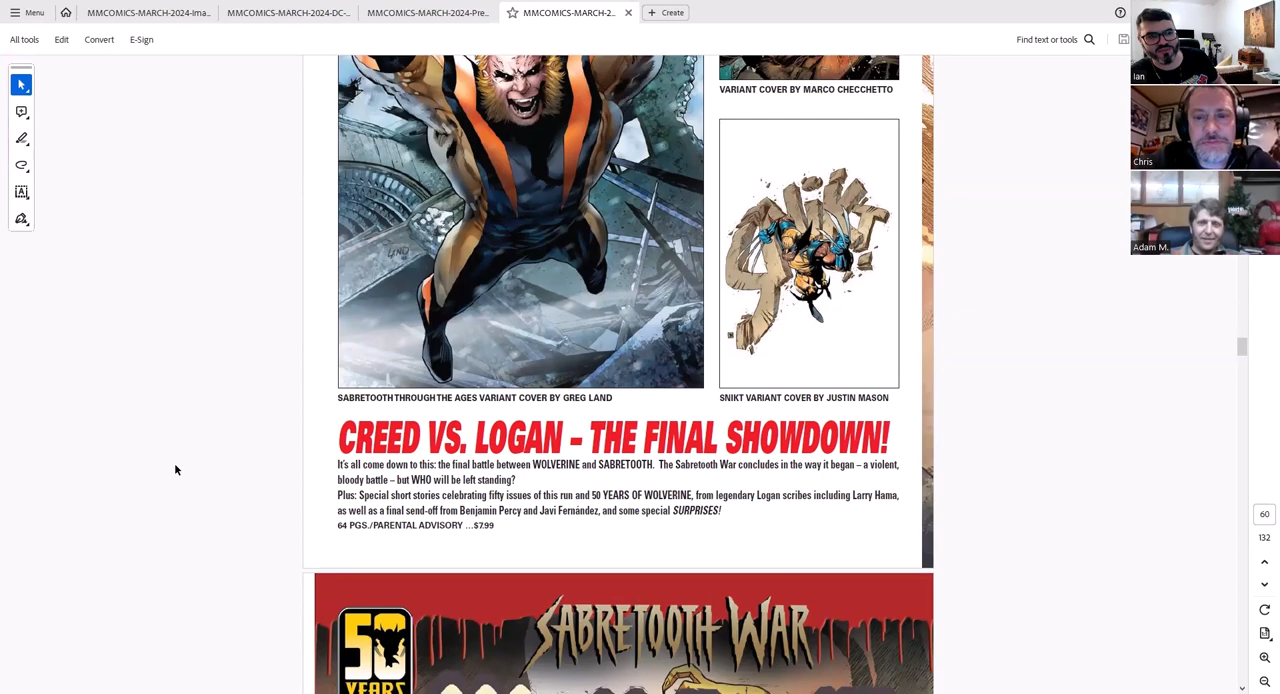 Menu
MMCOMICS-MARCH-2024-Ima...
MMCOMICS-MARCH-2024-DC-...
MMCOMICS-MARCH-2024-Pre...
MMCOMICS-MARCH-2...
Create
All tools
Edit
Convert
E-Sign
Find text or tools
Ian
Chris
Adam M.
VARIANT COVER BY MARCO CHECCHETTO
SNIKT
SABRETOOTH THROUGH THE AGES VARIANT COVER BY GREG LAND
SNIKT VARIANT COVER BY JUSTIN MASON
CREED VS. LOGAN – THE FINAL SHOWDOWN!
It's all come down to this: the final battle between WOLVERINE and SABRETOOTH. The Sabretooth War concludes in the way it began – a violent,
bloody battle – but WHO will be left standing?
Plus: Special short stories celebrating fifty issues of this run and 50 YEARS OF WOLVERINE, from legendary Logan scribes including Larry Hama,
as well as a final send-off from Benjamin Percy and Javi Fernández, and some special SURPRISES!
64 PGS./PARENTAL ADVISORY ...$7.99
60
132
SABRETOOTH WAR
50
YEARS